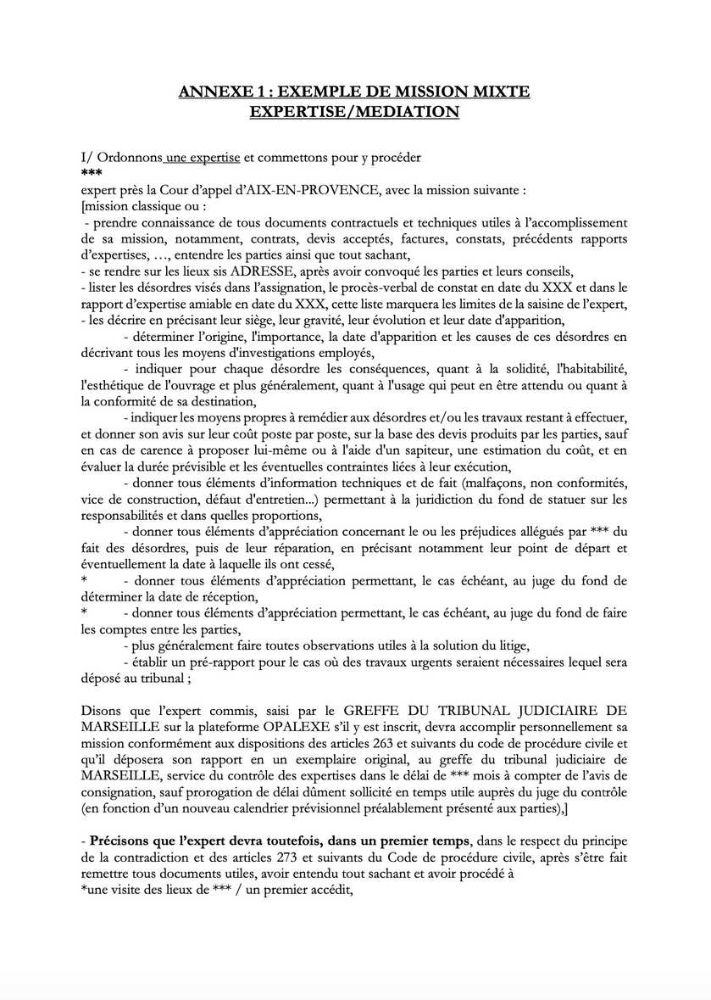 ANNEXE 1 : EXEMPLE DE MISSION MIXTE
EXPERTISE/MEDIATION
I/ Ordonnons une expertise et commettons pour y procéder
***
expert près la Cour d’appel d’AIX-EN-PROVENCE, avec la mission suivante :
[mission classique ou :
- prendre connaissance de tous documents contractuels et techniques utiles à l’accomplissement
de sa mission, notamment, contrats, devis acceptés, factures, constats, précédents rapports
d’expertises, …, entendre les parties ainsi que tout sachant,
- se rendre sur les lieux sis ADRESSE, après avoir convoqué les parties et leurs conseils,
- lister les désordres visés dans l’assignation, le procès-verbal de constat en date du XXX et dans le
rapport d’expertise amiable en date du XXX, cette liste marquera les limites de la saisine de l’expert,
- les décrire en précisant leur siège, leur gravité, leur évolution et leur date d'apparition,
- déterminer l’origine, l'importance, la date d'apparition et les causes de ces désordres en
décrivant tous les moyens d'investigations employés,
- indiquer pour chaque désordre les conséquences, quant à la solidité, l'habitabilité,
l'esthétique de l'ouvrage et plus généralement, quant à l'usage qui peut en être attendu ou quant à
la conformité de sa destination,
- indiquer les moyens propres à remédier aux désordres et/ou les travaux restant à effectuer,
et donner son avis sur leur coût poste par poste, sur la base des devis produits par les parties, sauf
en cas de carence à proposer lui-même ou à l'aide d'un sapiteur, une estimation du coût, et en
évaluer la durée prévisible et les éventuelles contraintes liées à leur exécution,
- donner tous éléments d’information techniques et de fait (malfaçons, non conformités,
vice de construction, défaut d'entretien...) permettant à la juridiction du fond de statuer sur les
responsabilités et dans quelles proportions,
- donner tous éléments d’appréciation concernant le ou les préjudices allégués par *** du
fait des désordres, puis de leur réparation, en précisant notamment leur point de départ et
éventuellement la date à laquelle ils ont cessé,
* - donner tous éléments d’appréciation permettant, le cas échéant, au juge du fond de
déterminer la date de réception,
* - donner tous éléments d’appréciation permettant, le cas échéant, au juge du fond de faire
les comptes entre les parties,
- plus généralement faire toutes observations utiles à la solution du litige,
- établir un pré-rapport pour le cas où des travaux urgents seraient nécessaires lequel sera
déposé au tribunal ;
Disons que l’expert commis, saisi par le GREFFE DU TRIBUNAL JUDICIAIRE DE
MARSEILLE sur la plateforme OPALEXE s’il y est inscrit, devra accomplir personnellement sa
mission conformément aux dispositions des articles 263 et suivants du code de procédure civile et
qu’il déposera son rapport en un exemplaire original, au greffe du tribunal judiciaire de
MARSEILLE, service du contrôle des expertises dans le délai de *** mois à compter de l’avis de
consignation, sauf prorogation de délai dûment sollicité en temps utile auprès du juge du contrôle
(en fonction d’un nouveau calendrier prévisionnel préalablement présenté aux parties),]
- Précisons que l’expert devra toutefois, dans un premier temps, dans le respect du principe
de la contradiction et des articles 273 et suivants du Code de procédure civile, après s’être fait
remettre tous documents utiles, avoir entendu tout sachant et avoir procédé à
*une visite des lieux de *** / un premier accédit,